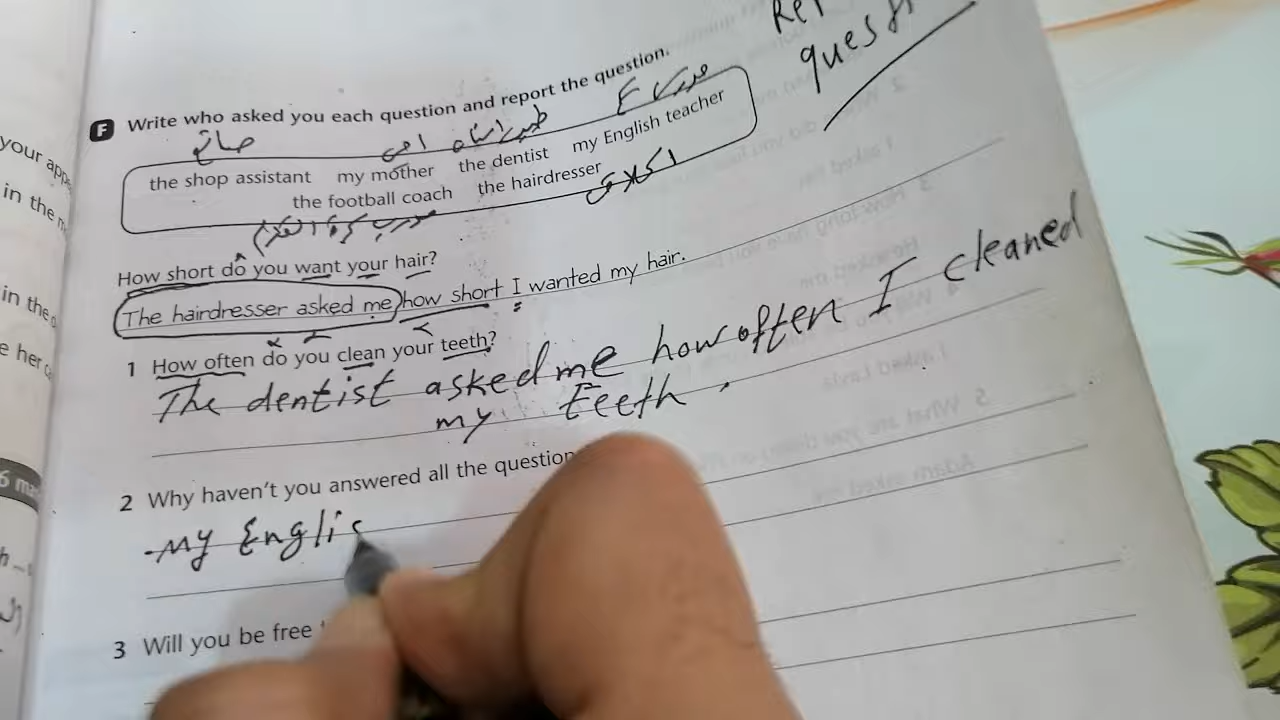 Rep
quest
your app
in the m
in the
e her c
6 ma
F Write who asked you each question and report the question.
the shop assistant my mother the dentist my English teacher
the football coach the hairdresser
How short do you want your hair?
The hairdresser asked me how short I wanted my hair.
1 How often do you clean your teeth?
The dentist asked me how often I cleaned
my teeth.
2 Why haven't you answered all the question
My Englis
3 Will you be free